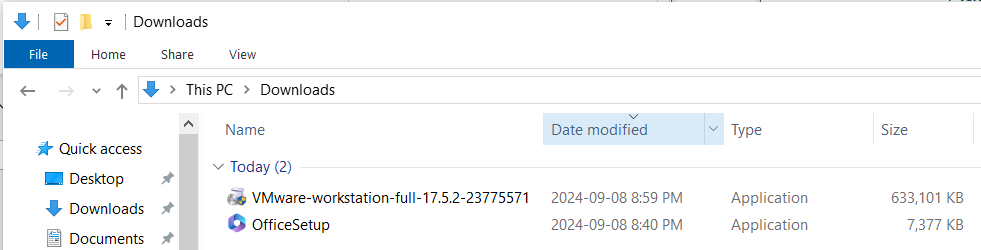 Downloads
File Home Share View
This PC > Downloads
Name Date modified Type Size
Quick access
Today (2)
Desktop
VMware-workstation-full-17.5.2-23775571 2024-09-08 8:59 PM Application 633,101 KB
Downloads
OfficeSetup 2024-09-08 8:40 PM Application 7,377 KB
Documents